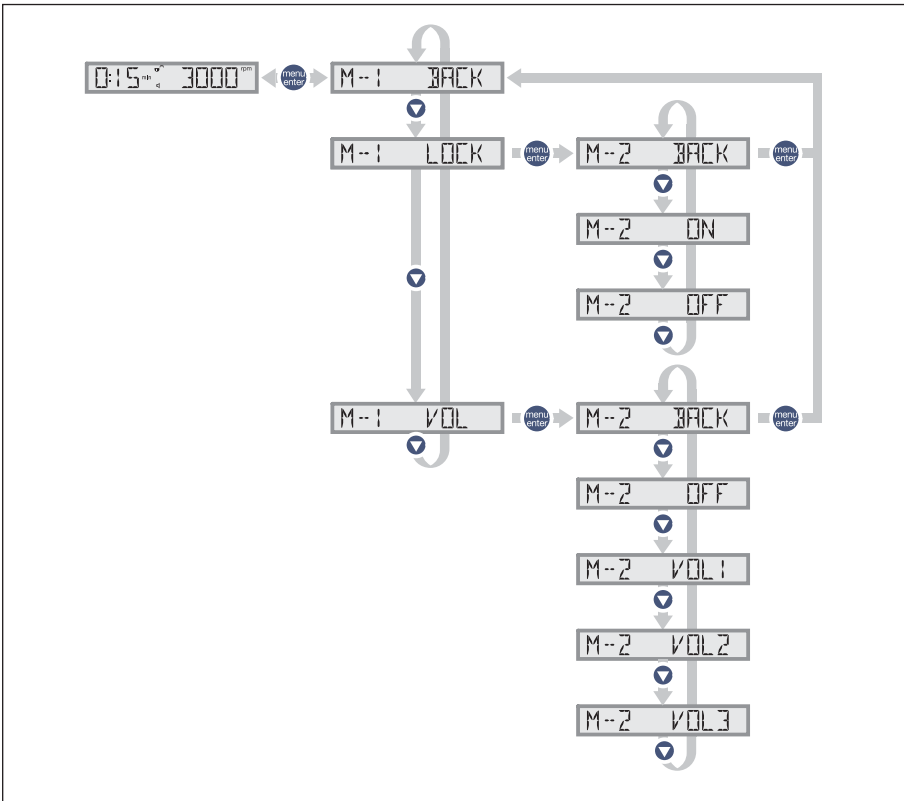 0:15 min 3000 rpm
menu enter
M--1 BACK
M--1 LOCK
menu enter
M--2 BACK
menu enter
M--2 ON
M--2 OFF
M--1 VOL
menu enter
M--2 BACK
menu enter
M--2 OFF
M--2 VOL1
M--2 VOL2
M--2 VOL3